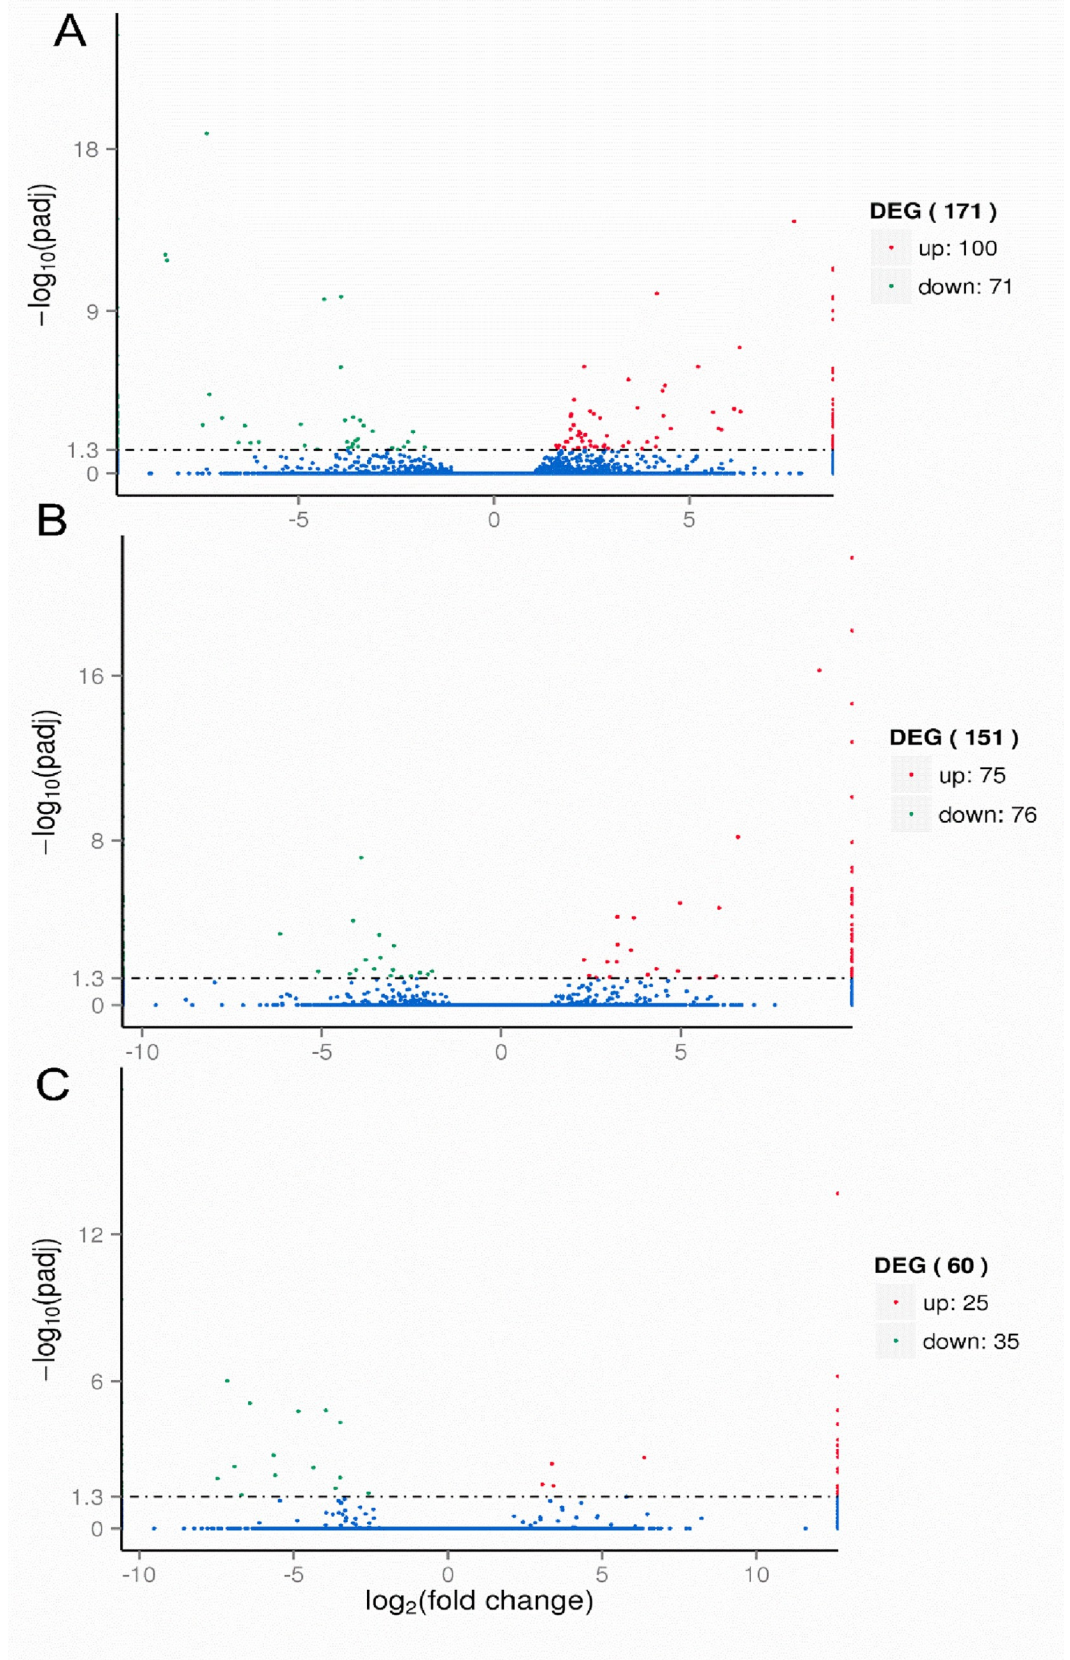 A
−log10(padj)
18
9
1.3
0
-5
0
5
DEG ( 171 )
up: 100
down: 71
B
−log10(padj)
16
8
1.3
0
-10
-5
0
5
DEG ( 151 )
up: 75
down: 76
C
−log10(padj)
12
6
1.3
0
-10
-5
0
5
10
log2(fold change)
DEG ( 60 )
up: 25
down: 35